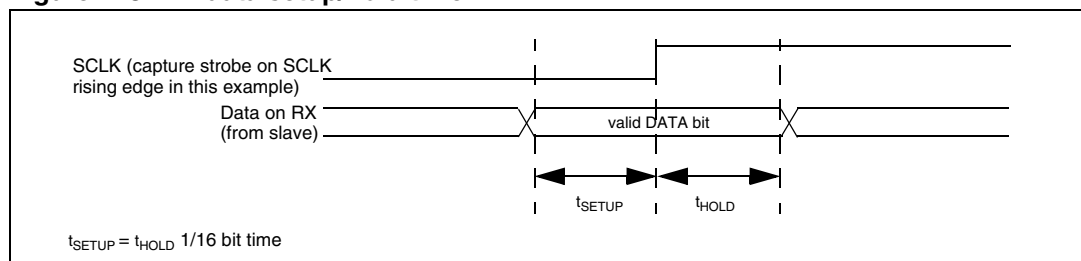 SCLK (capture strobe on SCLK
rising edge in this example)
Data on RX
(from slave)
valid DATA bit
tSETUP
tHOLD
tSETUP = tHOLD 1/16 bit time